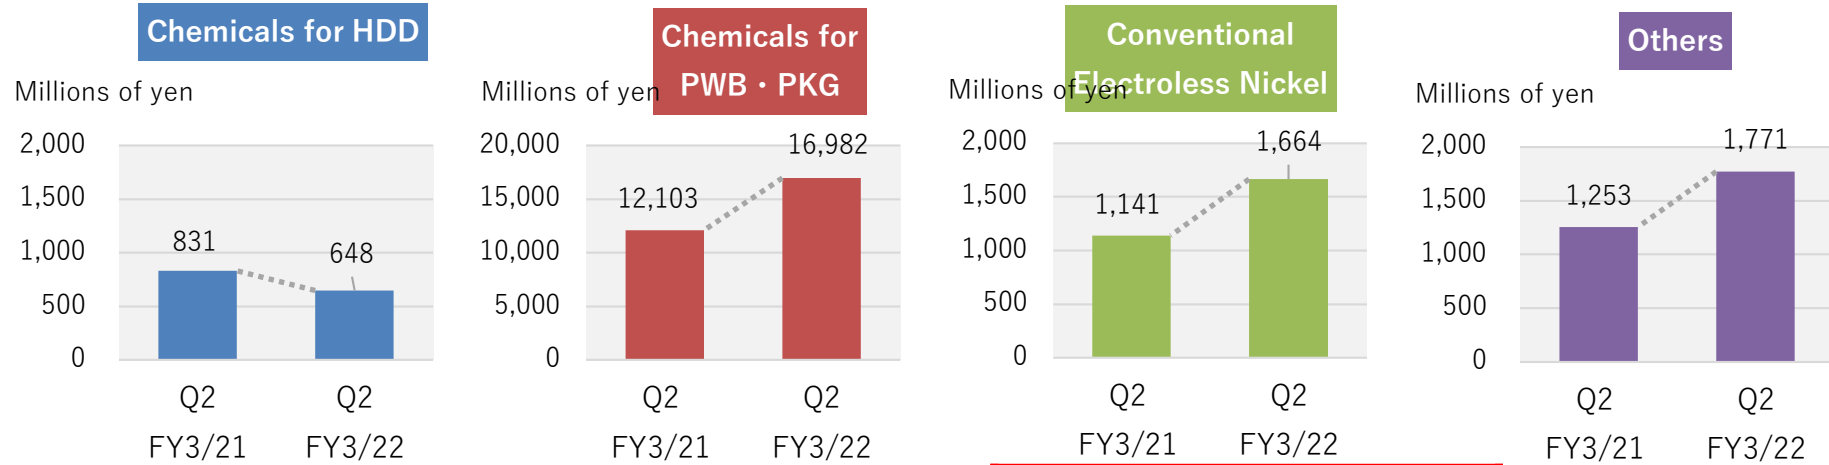 Chemicals for HDD
Millions of yen
2,000
1,500
1,000
500
0
831
648
Q2
FY3/21
Q2
FY3/22
Chemicals for
PWB・PKG
Millions of yen
20,000
15,000
10,000
5,000
0
12,103
16,982
Q2
FY3/21
Q2
FY3/22
Conventional
Electroless Nickel
Millions of yen
2,000
1,500
1,000
500
0
1,141
1,664
Q2
FY3/21
Q2
FY3/22
Others
Millions of yen
2,000
1,500
1,000
500
0
1,253
1,771
Q2
FY3/21
Q2
FY3/22